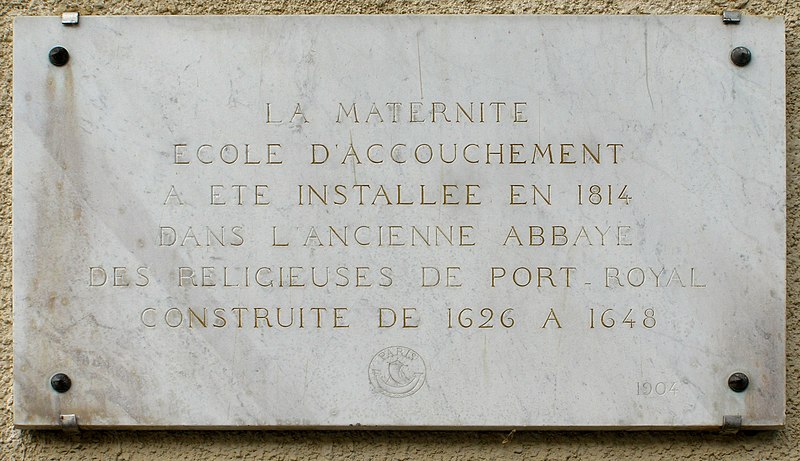 LA MATERNITE
ECOLE D'ACCOUCHEMENT
A ETE INSTALLEE EN 1814
DANS L'ANCIENNE ABBAYE
DES RELIGIEUSES DE PORT-ROYAL
CONSTRUITE DE 1626 A 1648
PARIS
1904